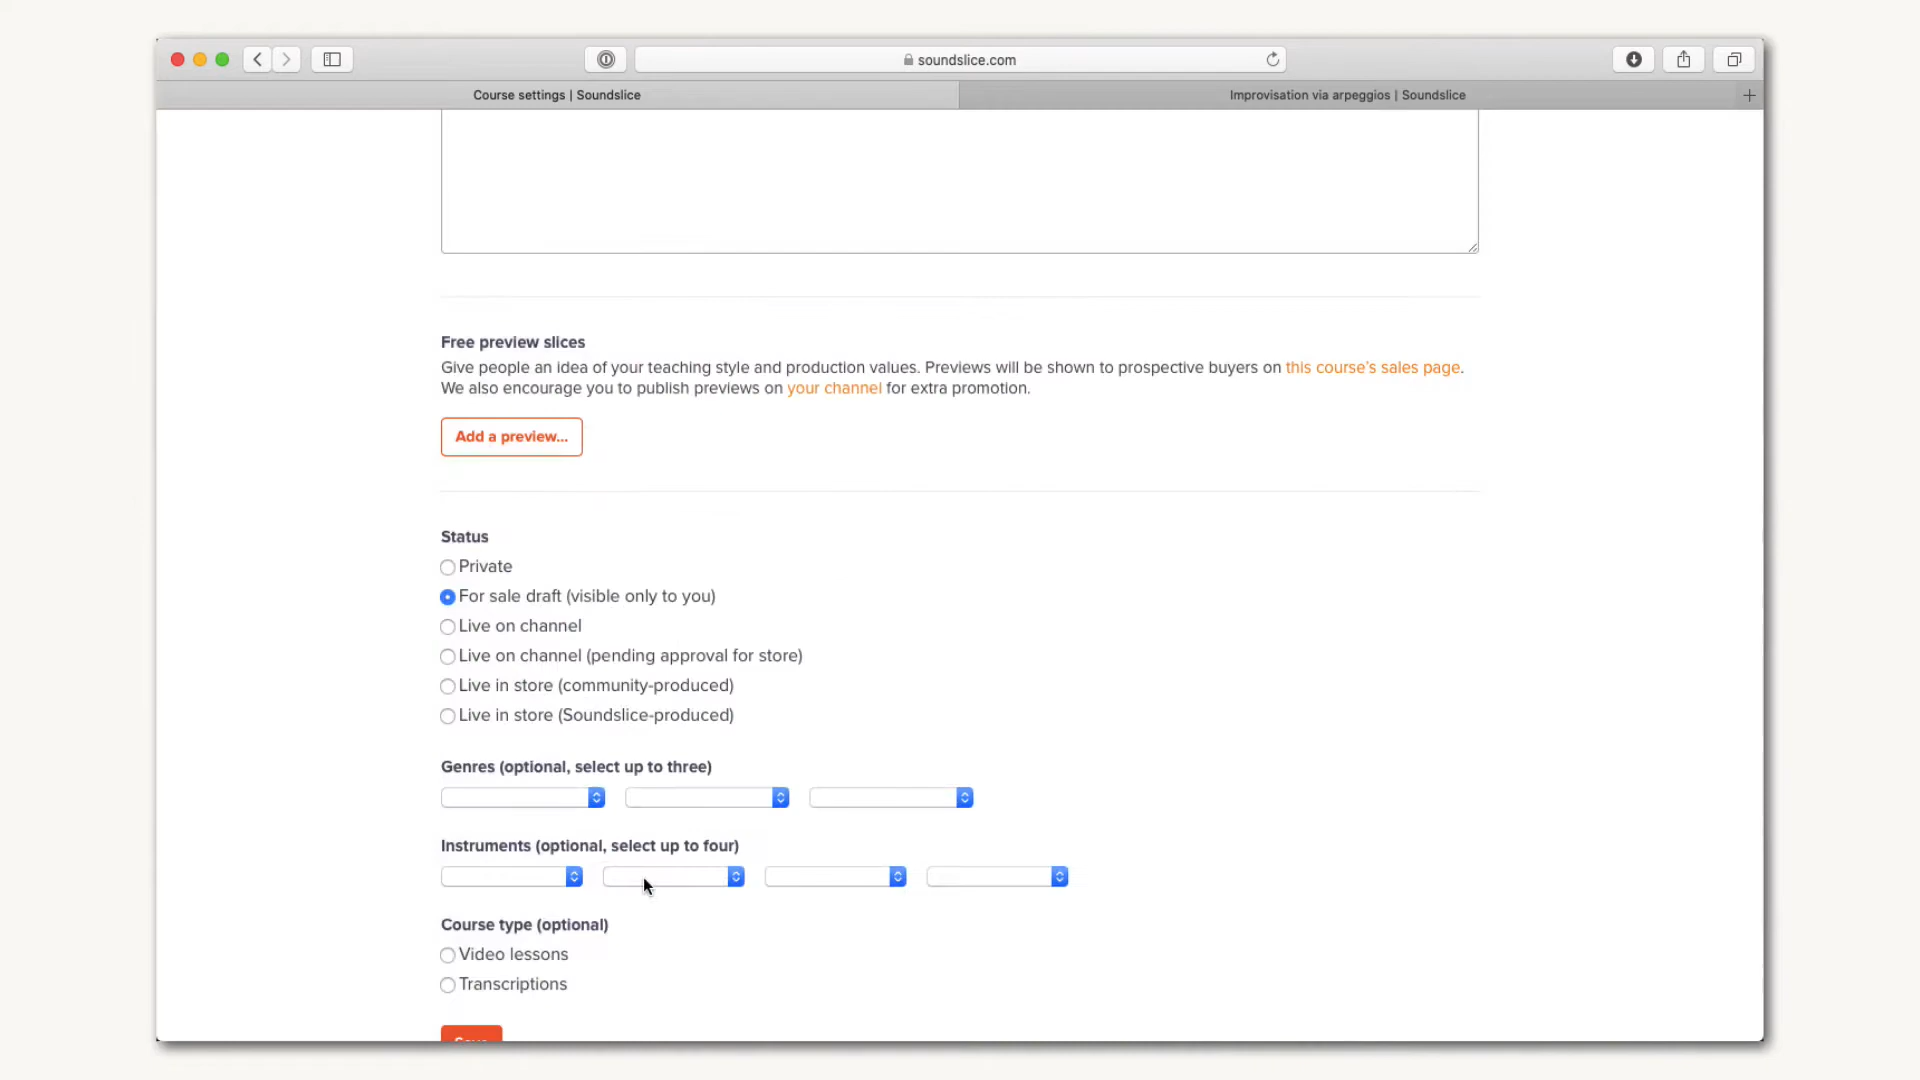 soundslice.com
Course settings | Soundslice
Improvisation via arpeggios | Soundslice
Free preview slices
Give people an idea of your teaching style and production values. Previews will be shown to prospective buyers on this course's sales page.
We also encourage you to publish previews on your channel for extra promotion.
Add a preview...
Status
Private
For sale draft (visible only to you)
Live on channel
Live on channel (pending approval for store)
Live in store (community-produced)
Live in store (Soundslice-produced)
Genres (optional, select up to three)
Instruments (optional, select up to four)
Course type (optional)
Video lessons
Transcriptions
Save